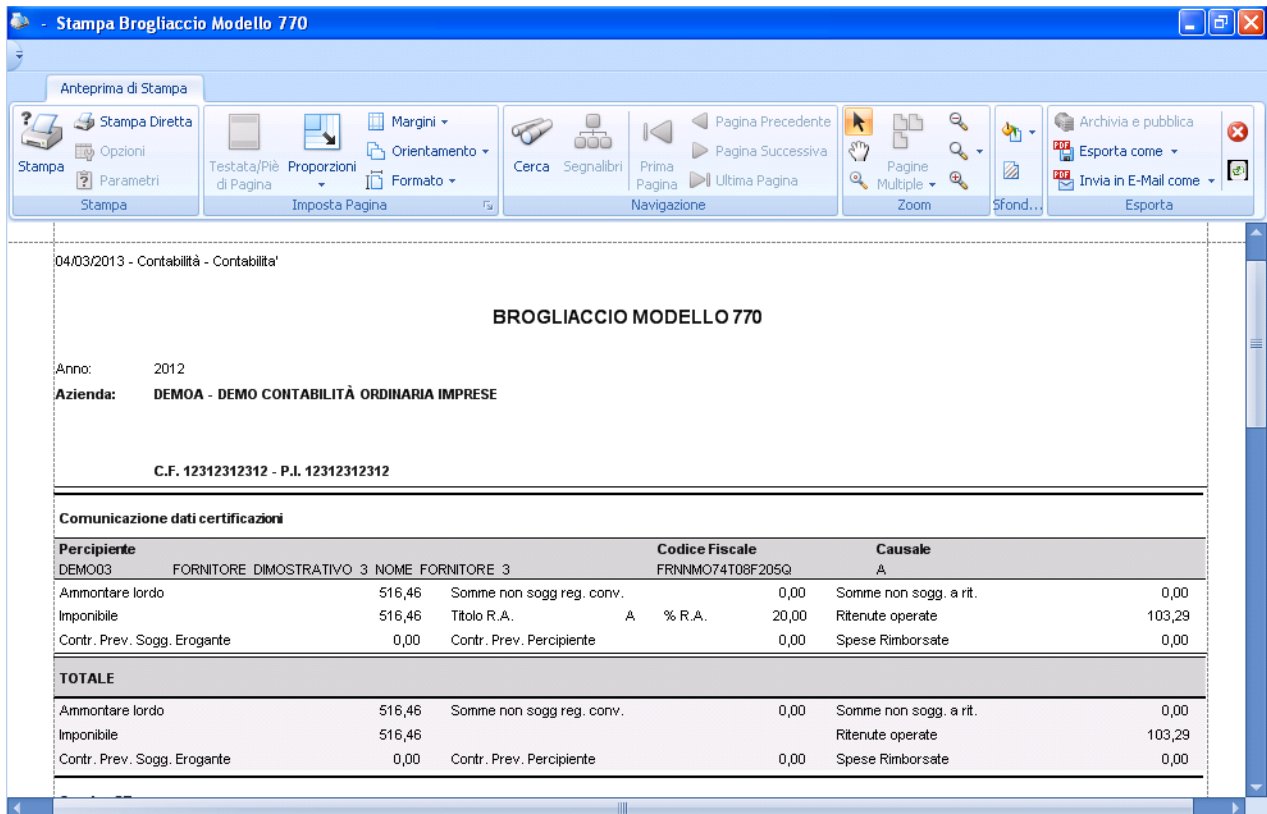 - Stampa Brogliaccio Modello 770
Anteprima di Stampa
Stampa
Stampa Diretta
Opzioni
Parametri
Stampa
Testata/Piè di Pagina
Proporzioni
Margini
Orientamento
Formato
Imposta Pagina
Cerca
Segnalibri
Prima Pagina
Pagina Precedente
Pagina Successiva
Ultima Pagina
Navigazione
Pagine Multiple
Zoom
Sfond...
Archivia e pubblica
PDF Esporta come
PDF Invia in E-Mail come
Esporta
04/03/2013 - Contabilità - Contabilita'
BROGLIACCIO MODELLO 770
Anno: 2012
Azienda: DEMOA - DEMO CONTABILITÀ ORDINARIA IMPRESE
C.F. 12312312312 - P.I. 12312312312
Comunicazione dati certificazioni
Percipiente Codice Fiscale Causale
DEMO03 FORNITORE DIMOSTRATIVO 3 NOME FORNITORE 3 FRNNMO74T08F205Q A
Ammontare lordo 516,46 Somme non sogg reg. conv. 0,00 Somme non sogg. a rit. 0,00
Imponibile 516,46 Titolo R.A. A % R.A. 20,00 Ritenute operate 103,29
Contr. Prev. Sogg. Erogante 0,00 Contr. Prev. Percipiente 0,00 Spese Rimborsate 0,00
TOTALE
Ammontare lordo 516,46 Somme non sogg reg. conv. 0,00 Somme non sogg. a rit. 0,00
Imponibile 516,46 Ritenute operate 103,29
Contr. Prev. Sogg. Erogante 0,00 Contr. Prev. Percipiente 0,00 Spese Rimborsate 0,00